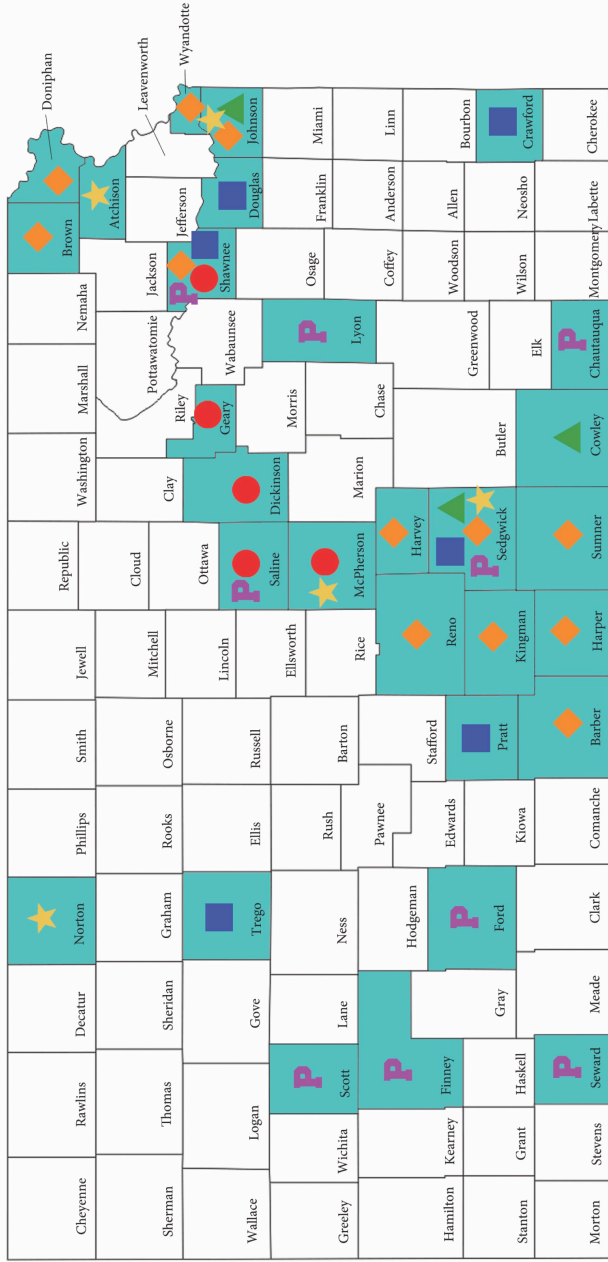 Cheyenne
Rawlins
Decatur
Norton
Phillips
Smith
Jewell
Republic
Washington
Marshall
Nemaha
Brown
Doniphan
Sherman
Thomas
Sheridan
Graham
Rooks
Osborne
Mitchell
Cloud
Clay
Riley
Pottawatomie
Jackson
Atchison
Jefferson
Leavenworth
Wyandotte
Wallace
Logan
Gove
Trego
Ellis
Russell
Lincoln
Ottawa
P
Saline
Dickinson
Geary
Wabaunsee
P
Shawnee
Douglas
Johnson
Greeley
Wichita
P
Scott
Lane
Ness
Rush
Barton
Ellsworth
Rice
McPherson
Marion
Morris
Chase
P
Lyon
Osage
Coffey
Franklin
Anderson
Miami
Linn
Hamilton
Kearney
P
Finney
Gray
Hodgeman
P
Ford
Pawnee
Edwards
Stafford
Pratt
Reno
Kingman
Harvey
P
Sedgwick
Butler
Greenwood
Elk
Woodson
Wilson
Allen
Neosho
Bourbon
Crawford
Stanton
Grant
Haskell
Kiowa
Morton
Stevens
P
Seward
Meade
Clark
Comanche
Barber
Harper
Sumner
Cowley
P
Chautauqua
Montgomery
Labette
Cherokee